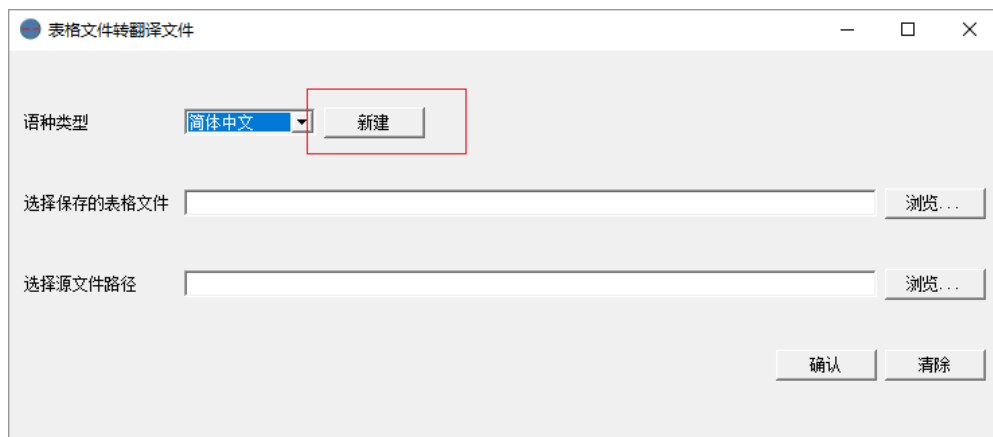 表格文件转翻译文件
语种类型 简体中文 新建
选择保存的表格文件 浏览...
选择源文件路径 浏览...
确认 清除